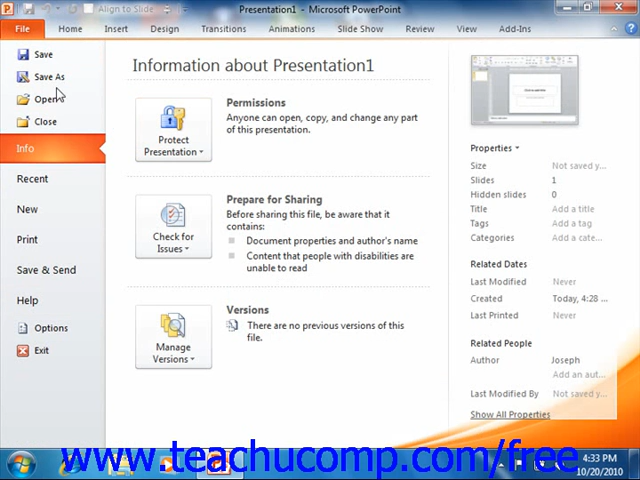 Align to Slide
Presentation1 - Microsoft PowerPoint
File Home Insert Design Transitions Animations Slide Show Review View Add-Ins
Save
Save As
Open
Close
Info
Recent
New
Print
Save & Send
Help
Options
Exit
Information about Presentation1
Protect
Presentation
Permissions
Anyone can open, copy, and change any part
of this presentation.
Check for
Issues
Prepare for Sharing
Before sharing this file, be aware that it
contains:
Document properties and author's name
Content that people with disabilities are
unable to read
Manage
Versions
Versions
There are no previous versions of this
file.
Properties
Size Not saved y...
Slides 1
Hidden slides 0
Title Add a title
Tags Add a tag
Categories Add a cate...
Related Dates
Last Modified Never
Created Today, 4:28 ...
Last Printed Never
Related People
Author Joseph
Add an aut...
Last Modified By Not saved y...
Show All Properties
www.teachucomp.com/free
4:33 PM
10/20/2010